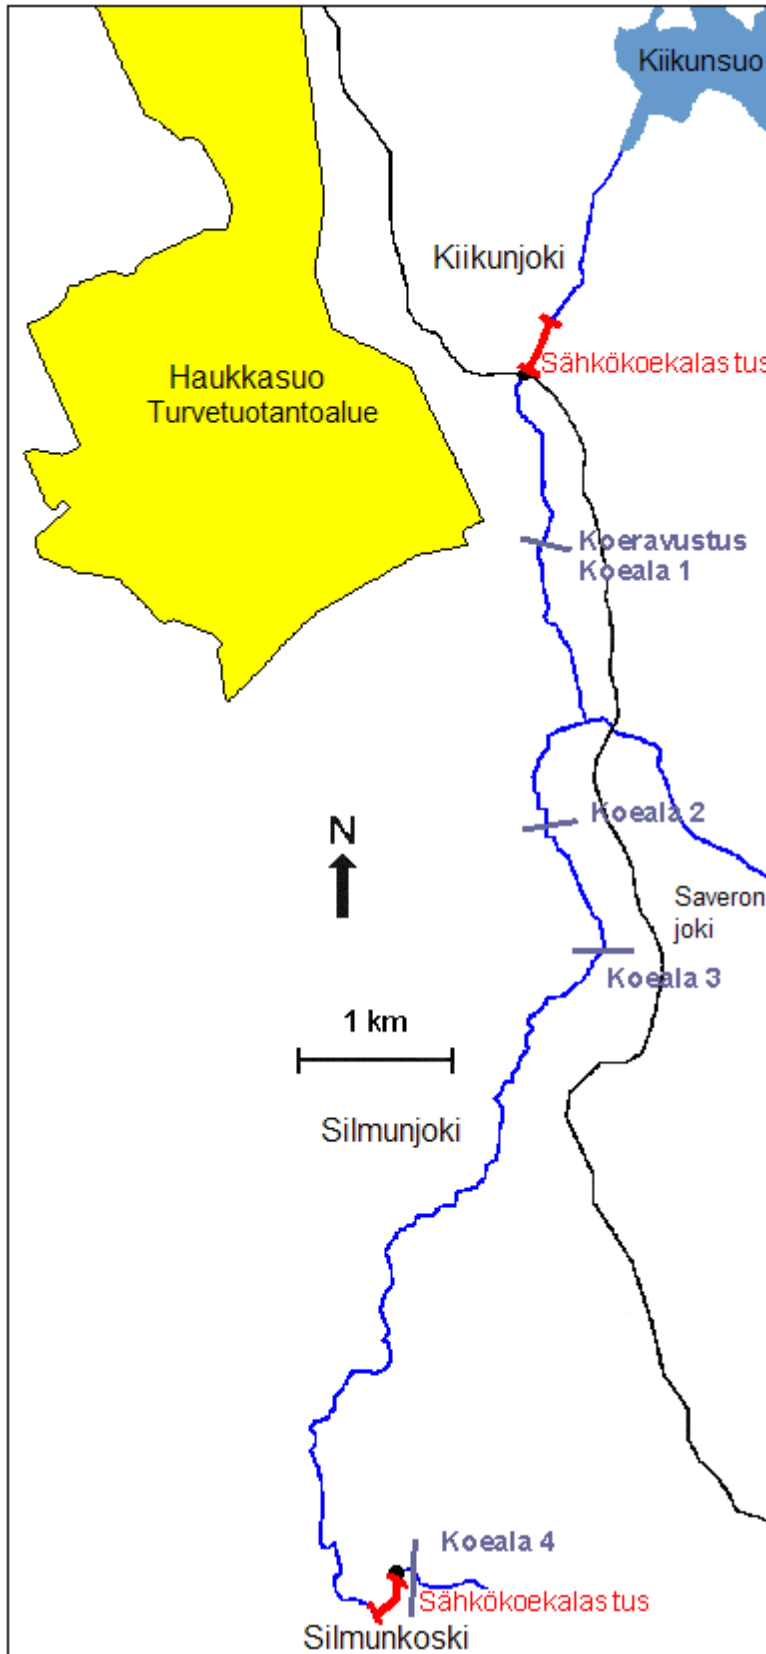 Kiikunsuo
Kiikunjoki
Sähkökoekalastus
Haukkasuo
Turvetuotantoalue
Koeravustus
Koeala 1
Koeala 2
N
Saveron
joki
Koeala 3
1 km
Silmunjoki
Koeala 4
Sähkökoekalastus
Silmunkoski